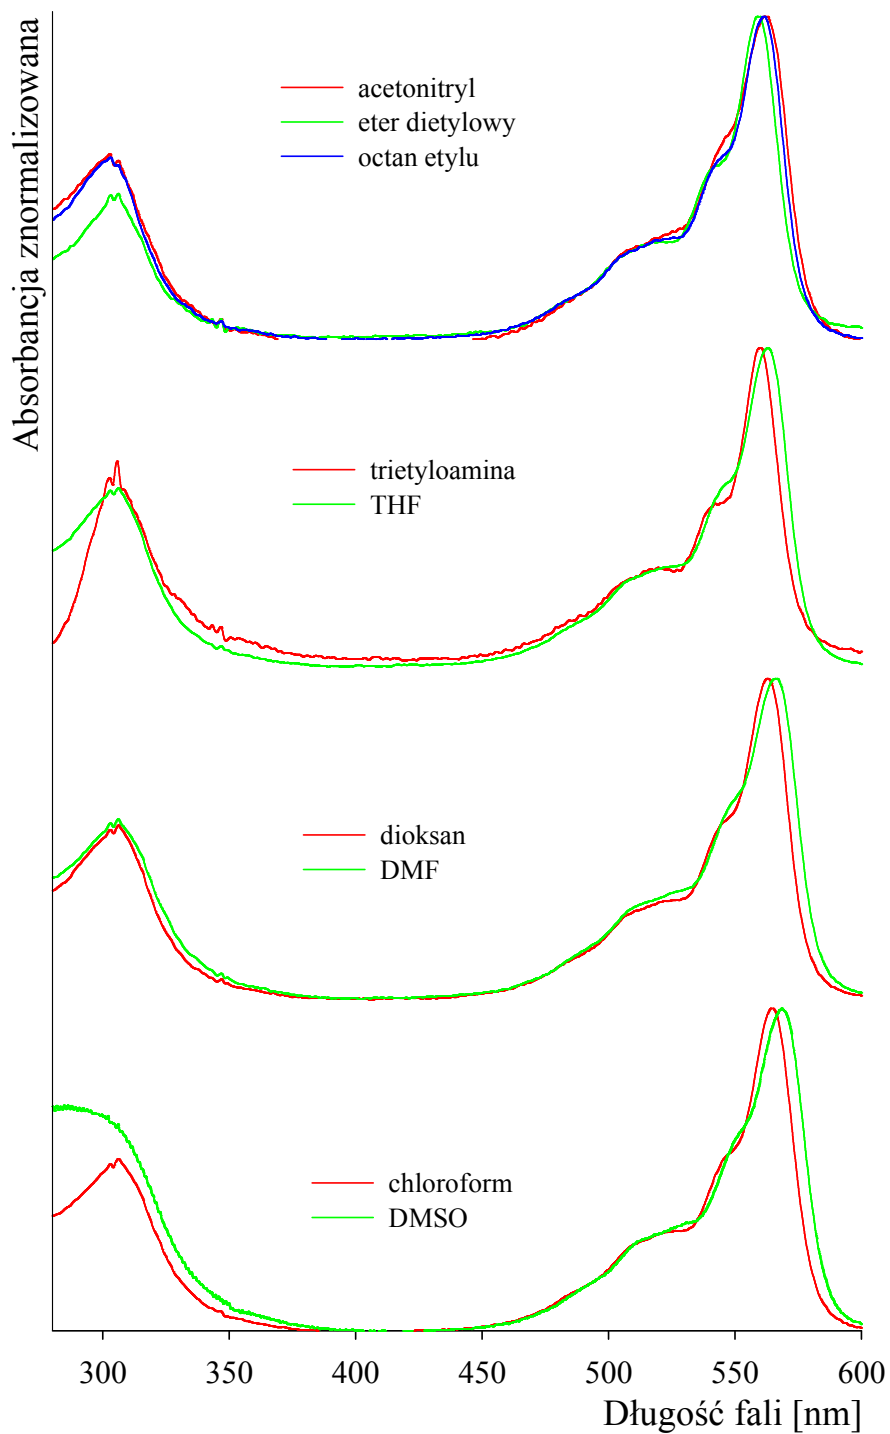 Absorbancja znormalizowana
acetonitryl
eter dietylowy
octan etylu
trietyloamina
THF
dioksan
DMF
chloroform
DMSO
300 350 400 450 500 550 600
Długość fali [nm]